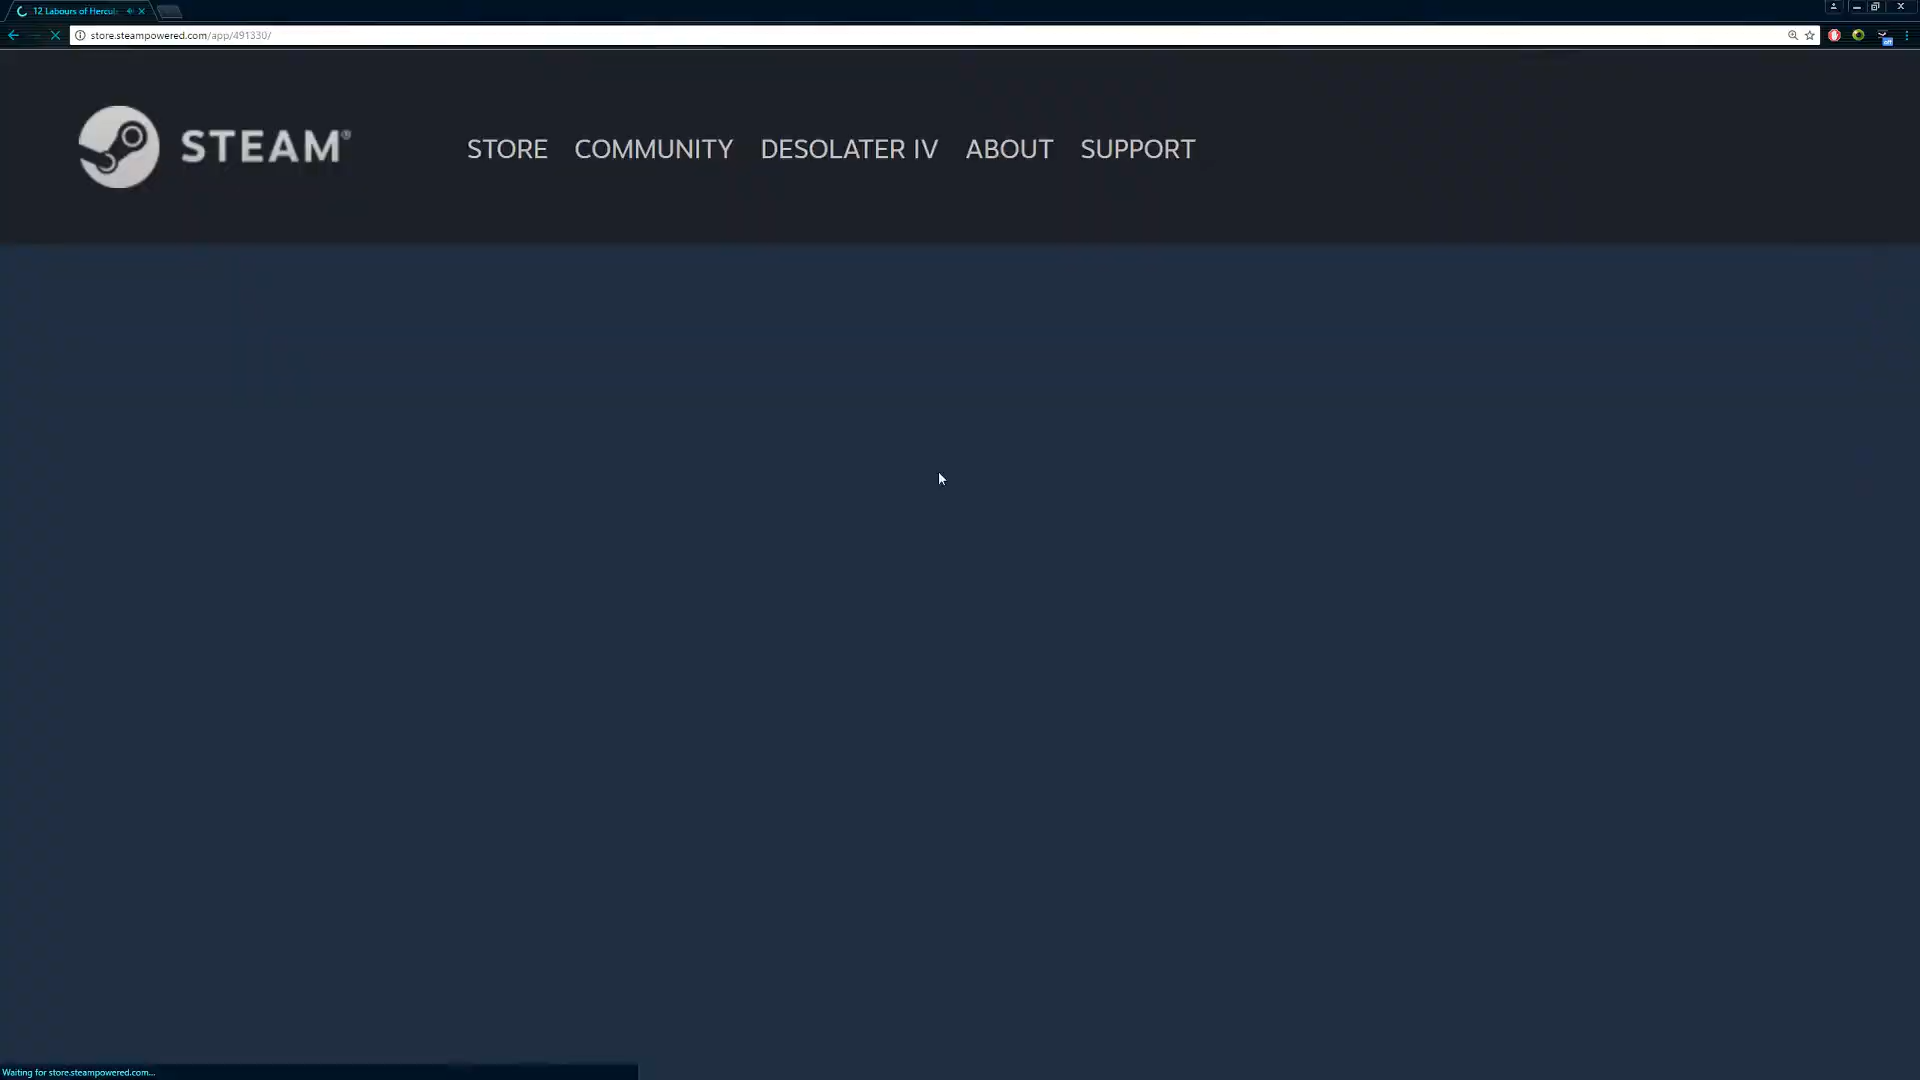 12 Labours of Hercul
store.steampowered.com/app/491330/
STEAM®
STORE COMMUNITY DESOLATER IV ABOUT SUPPORT
Waiting for store.steampowered.com...